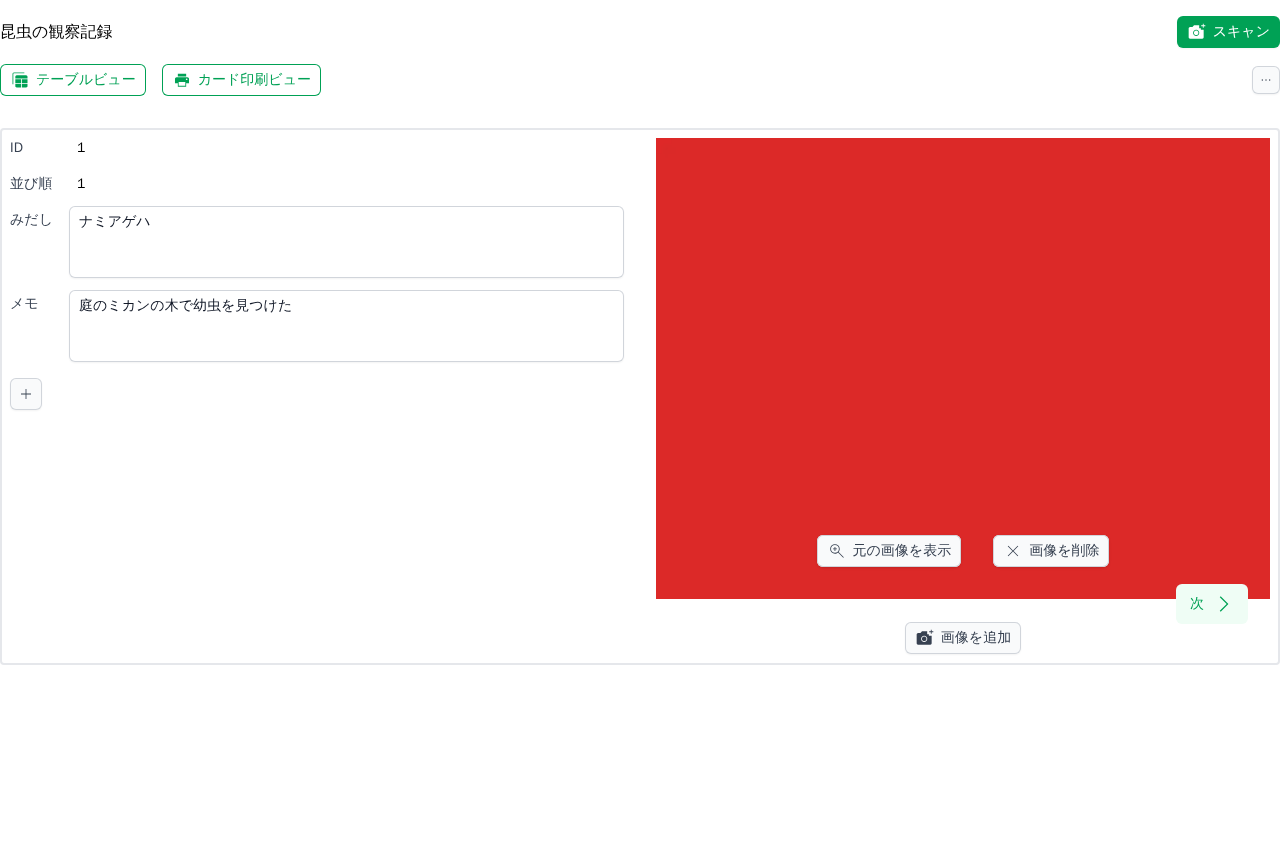 昆虫の観察記録
スキャン
テーブルビュー
カード印刷ビュー
ID 1
並び順 1
みだし ナミアゲハ
メモ 庭のミカンの木で幼虫を見つけた
元の画像を表示
画像を削除
次
画像を追加